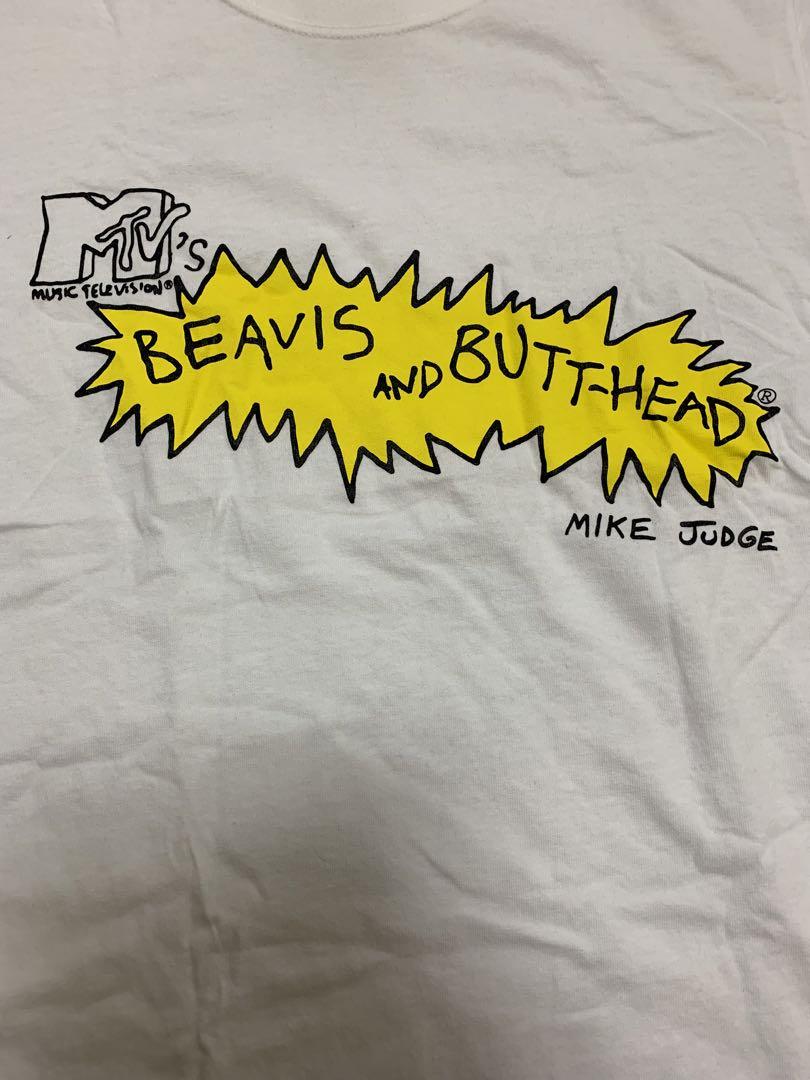 MTV's
MUSIC TELEVISION®
BEAVIS AND BUTT-HEAD®
MIKE JUDGE